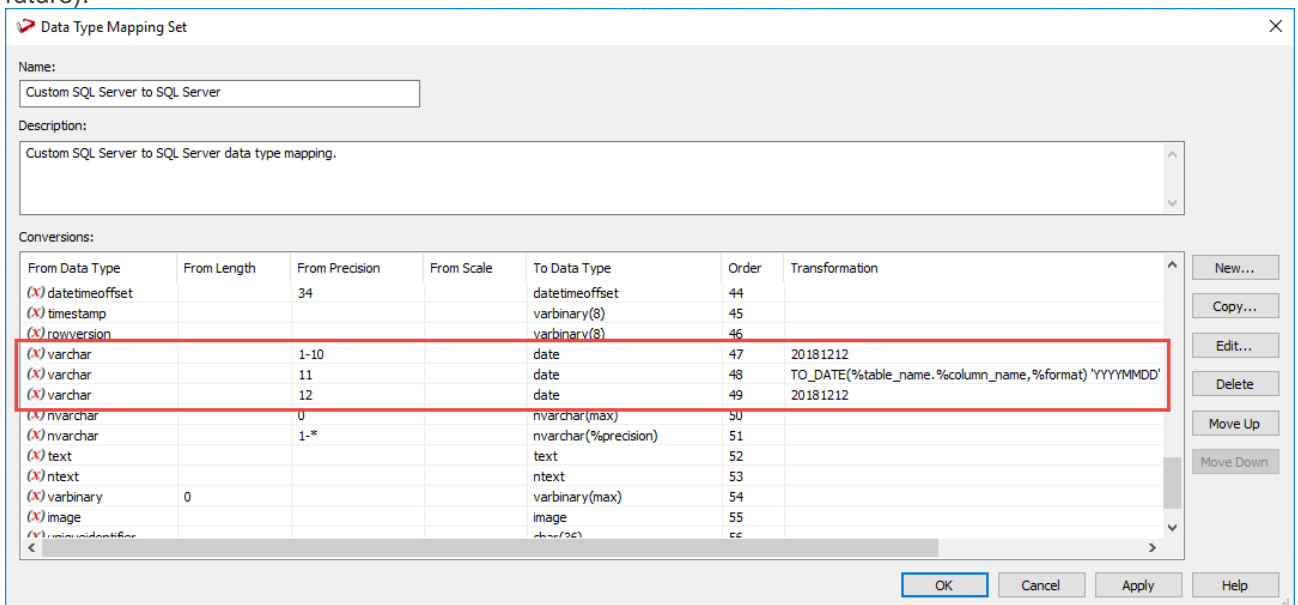 future).
Data Type Mapping Set
Name:
Custom SQL Server to SQL Server
Description:
Custom SQL Server to SQL Server data type mapping.
Conversions:
From Data Type From Length From Precision From Scale To Data Type Order Transformation
(x) datetimeoffset 34 datetimeoffset 44
(x) timestamp varbinary(8) 45
(x) rowversion varbinary(8) 46
(x) varchar 1-10 date 47 20181212
(x) varchar 11 date 48 TO_DATE(%table_name.%column_name,%format) 'YYYYMMDD'
(x) varchar 12 date 49 20181212
(x) nvarchar 0 nvarchar(max) 50
(x) nvarchar 1-* nvarchar(%precision) 51
(x) text text 52
(x) ntext ntext 53
(x) varbinary 0 varbinary(max) 54
(x) image image 55
(x) uniqueidentifier char(36) 56
New...
Copy...
Edit...
Delete
Move Up
Move Down
OK Cancel Apply Help